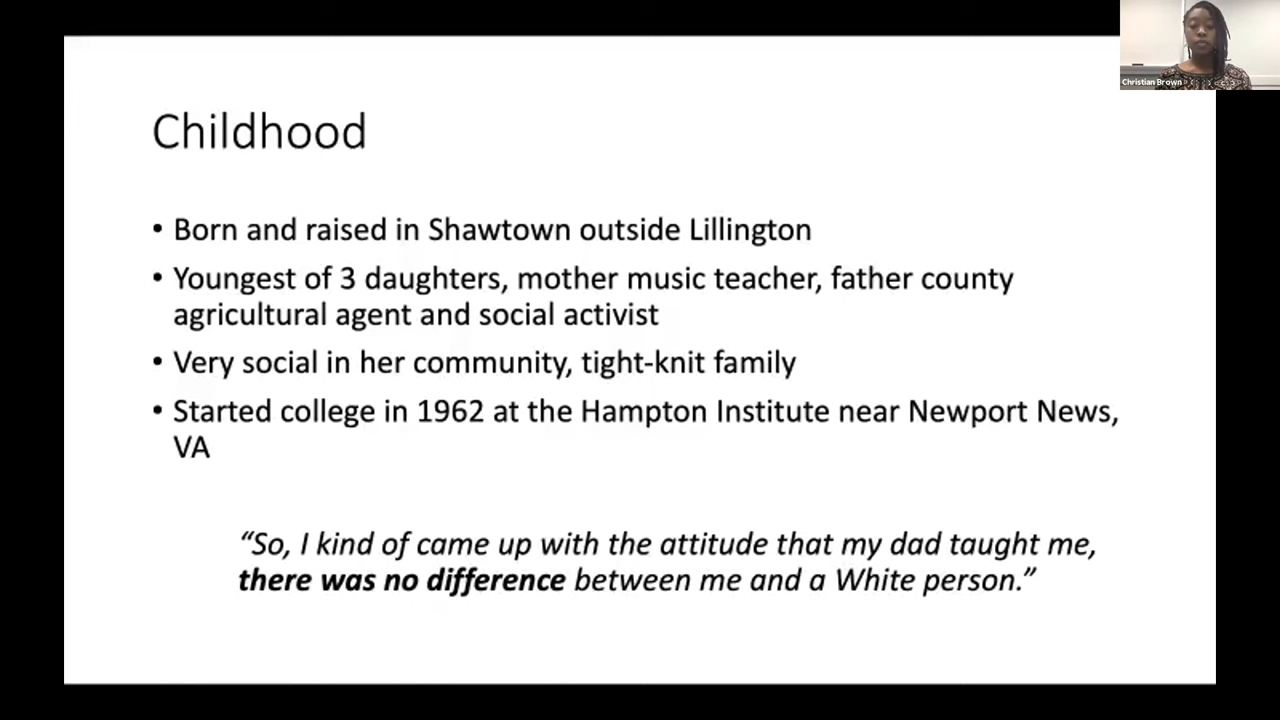 Christian Brown
Childhood
• Born and raised in Shawtown outside Lillington
• Youngest of 3 daughters, mother music teacher, father county
agricultural agent and social activist
• Very social in her community, tight-knit family
• Started college in 1962 at the Hampton Institute near Newport News,
VA
“So, I kind of came up with the attitude that my dad taught me,
there was no difference between me and a White person.”